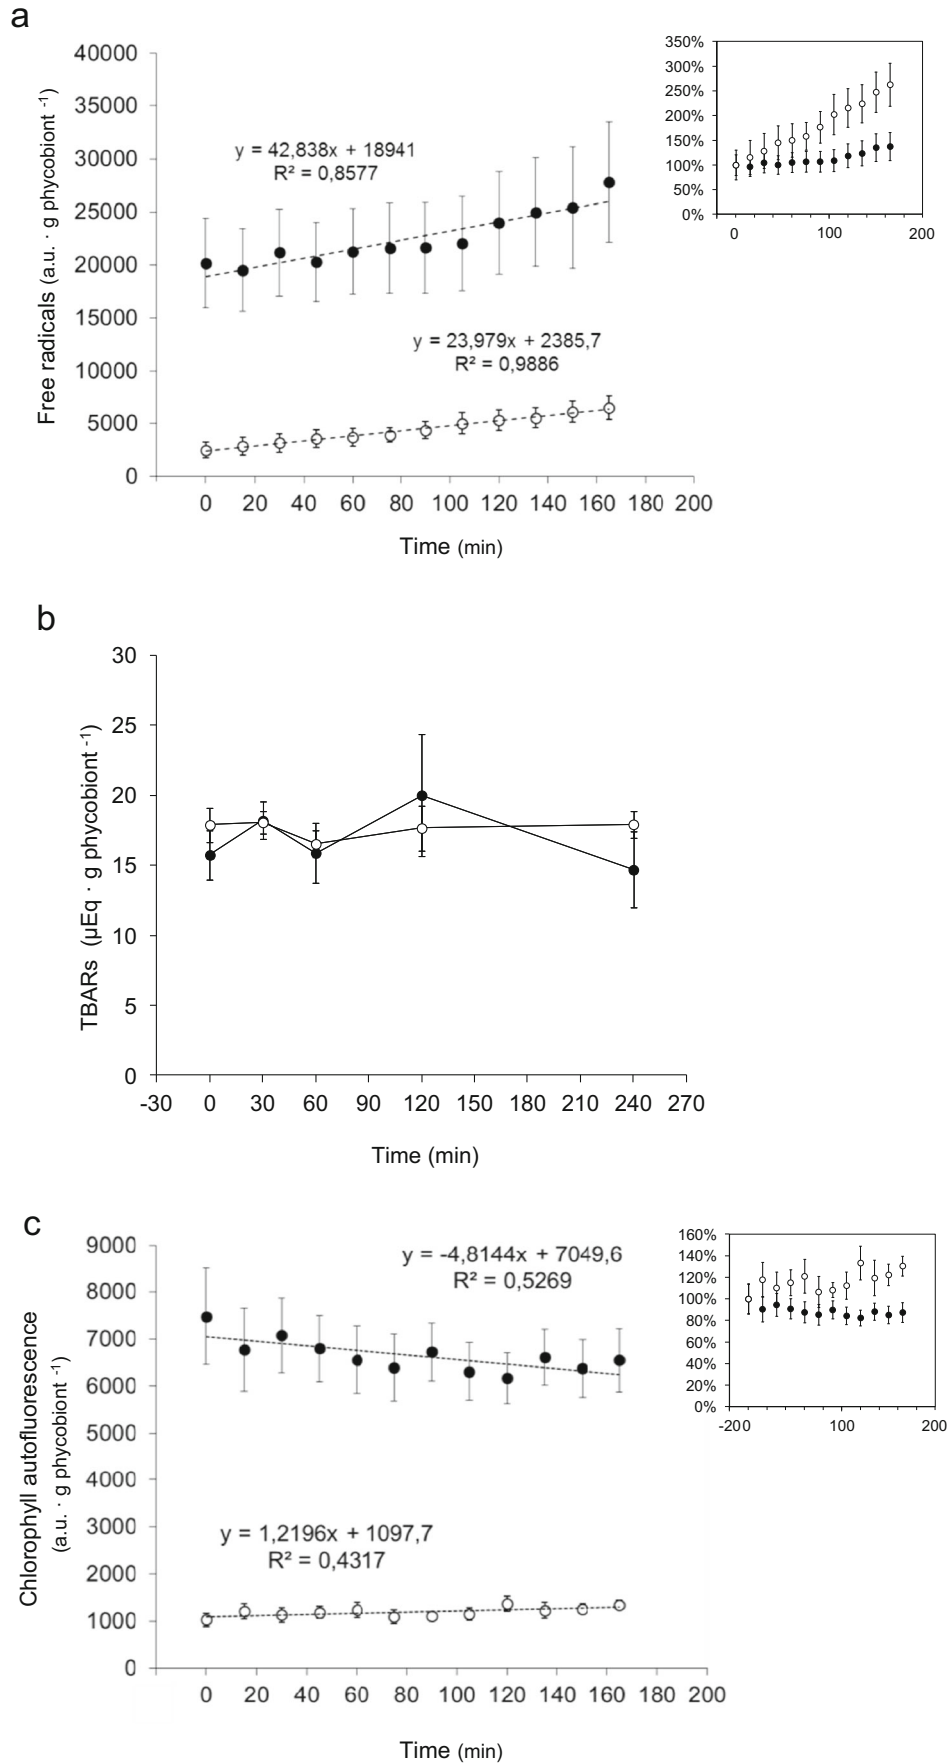 a
40000
35000
30000
25000
20000
15000
10000
5000
0
Free radicals (a.u. · g phycobiont -1)
y = 42,838x + 18941
R² = 0,8577
y = 23,979x + 2385,7
R² = 0,9886
0 20 40 60 80 100 120 140 160 180 200
Time (min)
350%
300%
250%
200%
150%
100%
50%
0%
0 100 200
b
30
25
20
15
10
5
0
TBARs (µEq · g phycobiont -1)
-30 0 30 60 90 120 150 180 210 240 270
Time (min)
c
9000
8000
7000
6000
5000
4000
3000
2000
1000
0
Chlorophyll autofluorescence
(a.u. · g phycobiont -1)
y = -4,8144x + 7049,6
R² = 0,5269
y = 1,2196x + 1097,7
R² = 0,4317
0 20 40 60 80 100 120 140 160 180 200
Time (min)
160%
140%
120%
100%
80%
60%
40%
20%
0%
-200 100 200